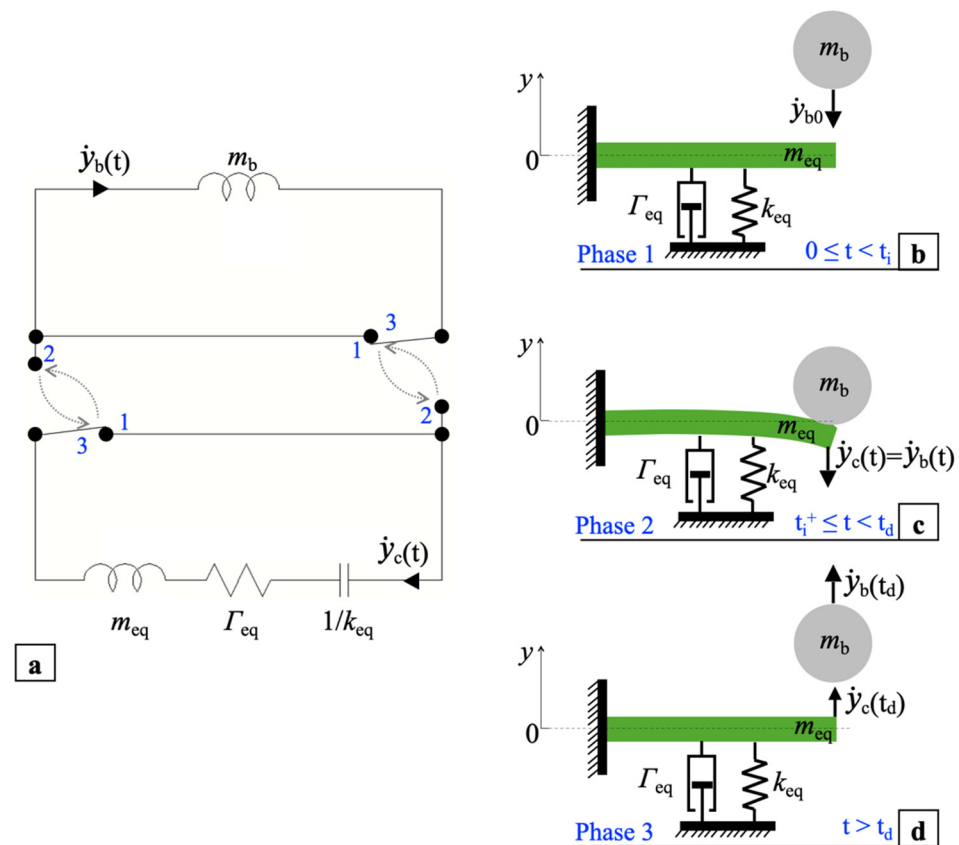 ẏb(t)
mb
3
1
2
1
3
2
ẏc(t)
meq
Γeq
1/keq
a
mb
y
ẏb0
0
meq
Γeq
keq
Phase 1
0 ≤ t < ti
b
y
mb
0
meq
ẏc(t)=ẏb(t)
Γeq
keq
Phase 2
ti+ ≤ t < td
c
ẏb(td)
mb
y
ẏc(td)
0
meq
Γeq
keq
Phase 3
t > td
d